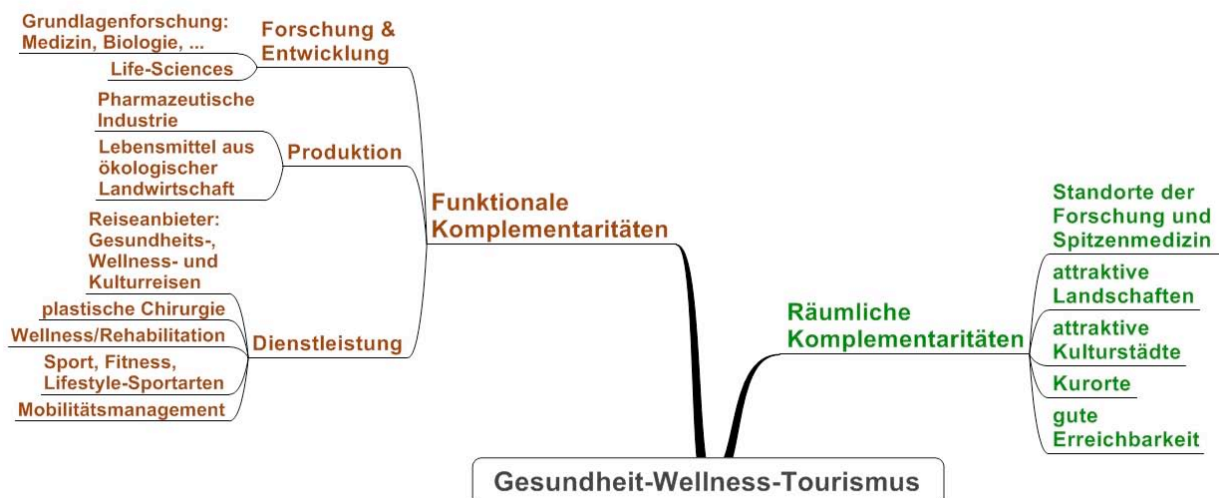 Grundlagenforschung:
Medizin, Biologie, ...
Life-Sciences
Forschung &
Entwicklung
Pharmazeutische
Industrie
Lebensmittel aus
ökologischer
Landwirtschaft
Produktion
Reiseanbieter:
Gesundheits-,
Wellness- und
Kulturreisen
plastische Chirurgie
Wellness/Rehabilitation
Sport, Fitness,
Lifestyle-Sportarten
Mobilitätsmanagement
Dienstleistung
Funktionale
Komplementaritäten
Räumliche
Komplementaritäten
Standorte der
Forschung und
Spitzenmedizin
attraktive
Landschaften
attraktive
Kulturstädte
Kurorte
gute
Erreichbarkeit
Gesundheit-Wellness-Tourismus